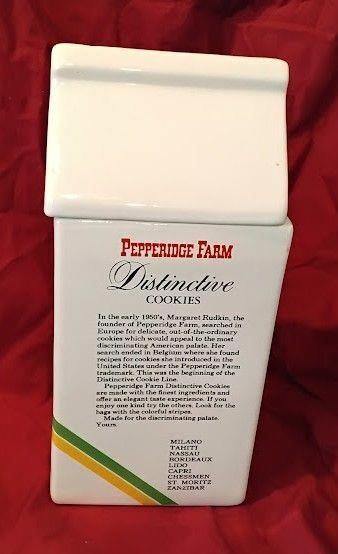 PEPPERIDGE FARM
Distinctive
COOKIES
In the early 1950's, Margaret Rudkin, the
founder of Pepperidge Farm, searched in
Europe for delicate, out-of-the-ordinary
cookies which would appeal to the most
discriminating American palate. Her
search ended in Belgium where she found
recipes for cookies she introduced in the
United States under the Pepperidge Farm
trademark. This was the beginning of the
Distinctive Cookie Line.
Pepperidge Farm Distinctive Cookies
are made with the finest ingredients and
offer an elegant taste experience. If you
enjoy one kind try the others. Look for the
bags with the colorful stripes.
Made for the discriminating palate.
Yours.
MILANO
TAHITI
NASSAU
BORDEAUX
LIDO
CAPRI
CHESSMEN
ST. MORITZ
ZANZIBAR